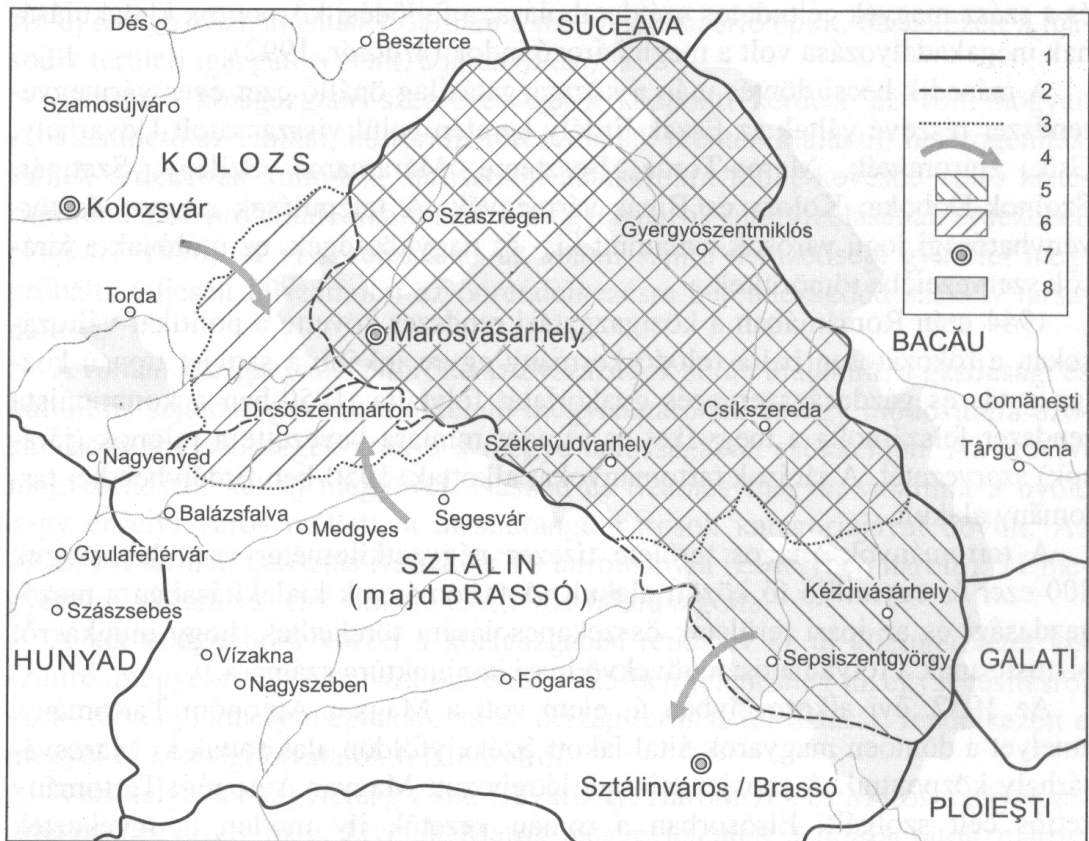 SUCEAVA
Dés
Beszterce
Szamosújvár
KOLOZS
Kolozsvár
Szászrégen
Gyergyószentmiklós
1
2
3
4
5
6
7
8
Torda
Marosvásárhely
BACĂU
Comănești
Dicsőszentmárton
Csíkszereda
Székelyudvarhely
Nagyenyed
Târgu Ocna
Balázsfalva
Medgyes
Segesvár
Gyulafehérvár
SZTÁLIN
(majd BRASSÓ)
Kézdivásárhely
Szászsebes
HUNYAD
Vízakna
Sepsiszentgyörgy
GALAȚI
Nagyszeben
Fogaras
Sztálinváros / Brassó
PLOIEȘTI